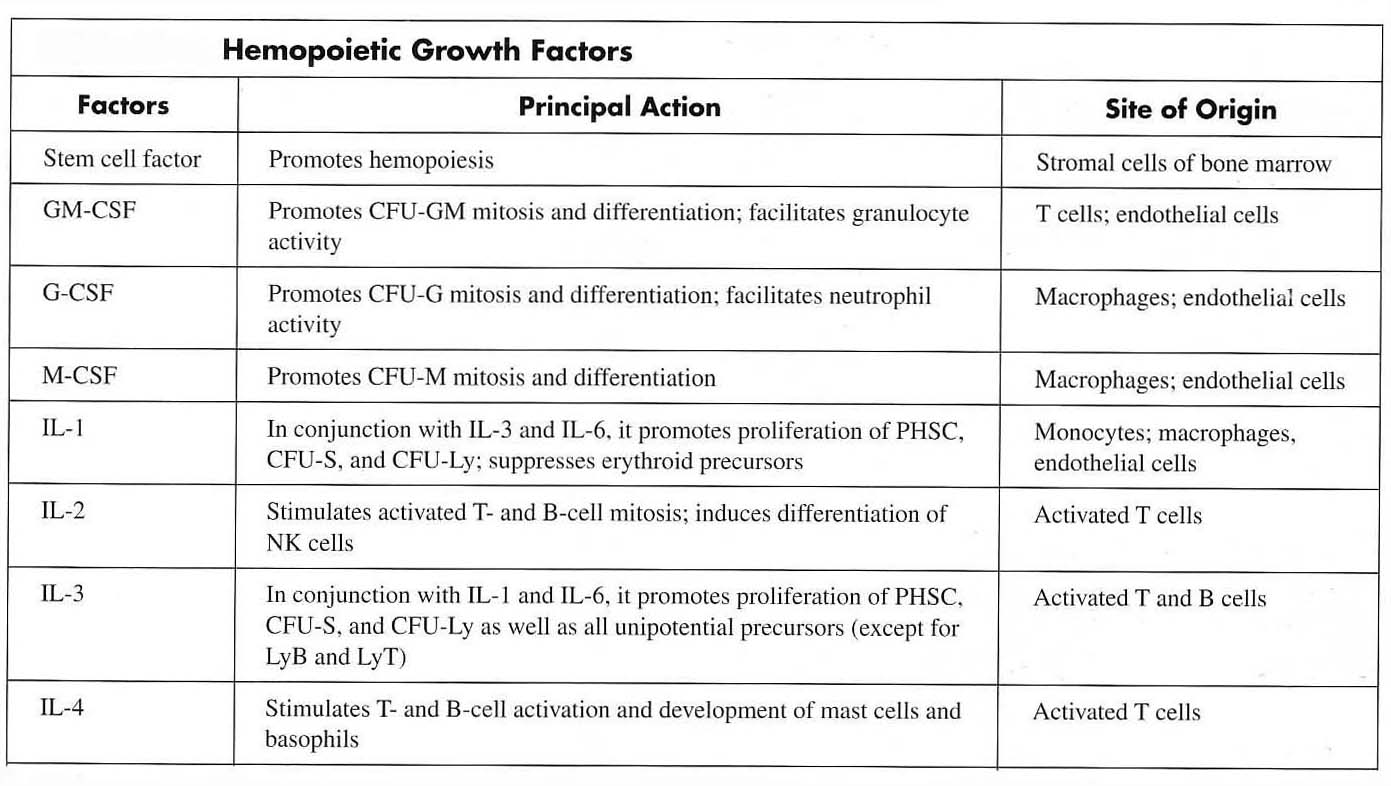 Hemopoietic Growth Factors
Factors
Principal Action
Site of Origin
Stem cell factor
Promotes hemopoiesis
Stromal cells of bone marrow
GM-CSF
Promotes CFU-GM mitosis and differentiation; facilitates granulocyte
activity
T cells; endothelial cells
G-CSF
Promotes CFU-G mitosis and differentiation; facilitates neutrophil
activity
Macrophages; endothelial cells
M-CSF
Promotes CFU-M mitosis and differentiation
Macrophages; endothelial cells
IL-1
In conjunction with IL-3 and IL-6, it promotes proliferation of PHSC,
CFU-S, and CFU-Ly; suppresses erythroid precursors
Monocytes; macrophages,
endothelial cells
IL-2
Stimulates activated T- and B-cell mitosis; induces differentiation of
NK cells
Activated T cells
IL-3
In conjunction with IL-1 and IL-6, it promotes proliferation of PHSC,
CFU-S, and CFU-Ly as well as all unipotential precursors (except for
LyB and LyT)
Activated T and B cells
IL-4
Stimulates T- and B-cell activation and development of mast cells and
basophils
Activated T cells